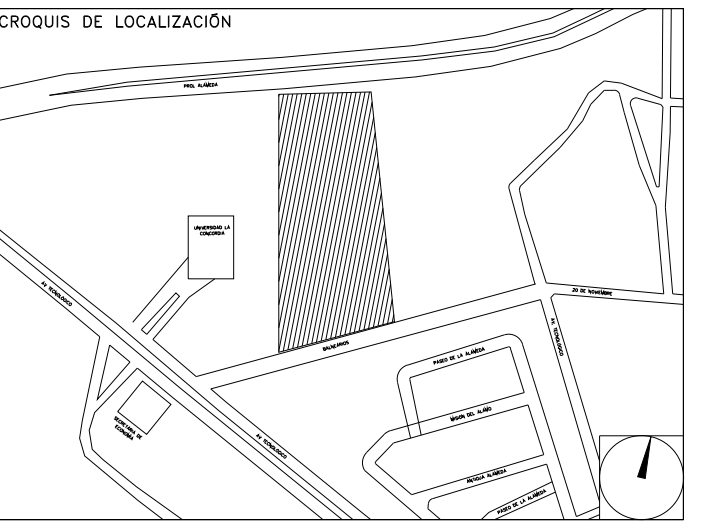 CROQUIS DE LOCALIZACIÓN
PROL ALAMEDA
UNIVERSIDAD LA
CONCORDIA
AV TECNOLOGICO
20 DE NOVIEMBRE
BALNEARIOS
AV. TECNOLOGICO
PASEO DE LA ALAMEDA
MISION DEL ALAMO
SECRETARIA DE
ECONOMIA
AV TECNOLOGICO
ANTIGUA ALAMEDA
PASEO DE LA ALAMEDA